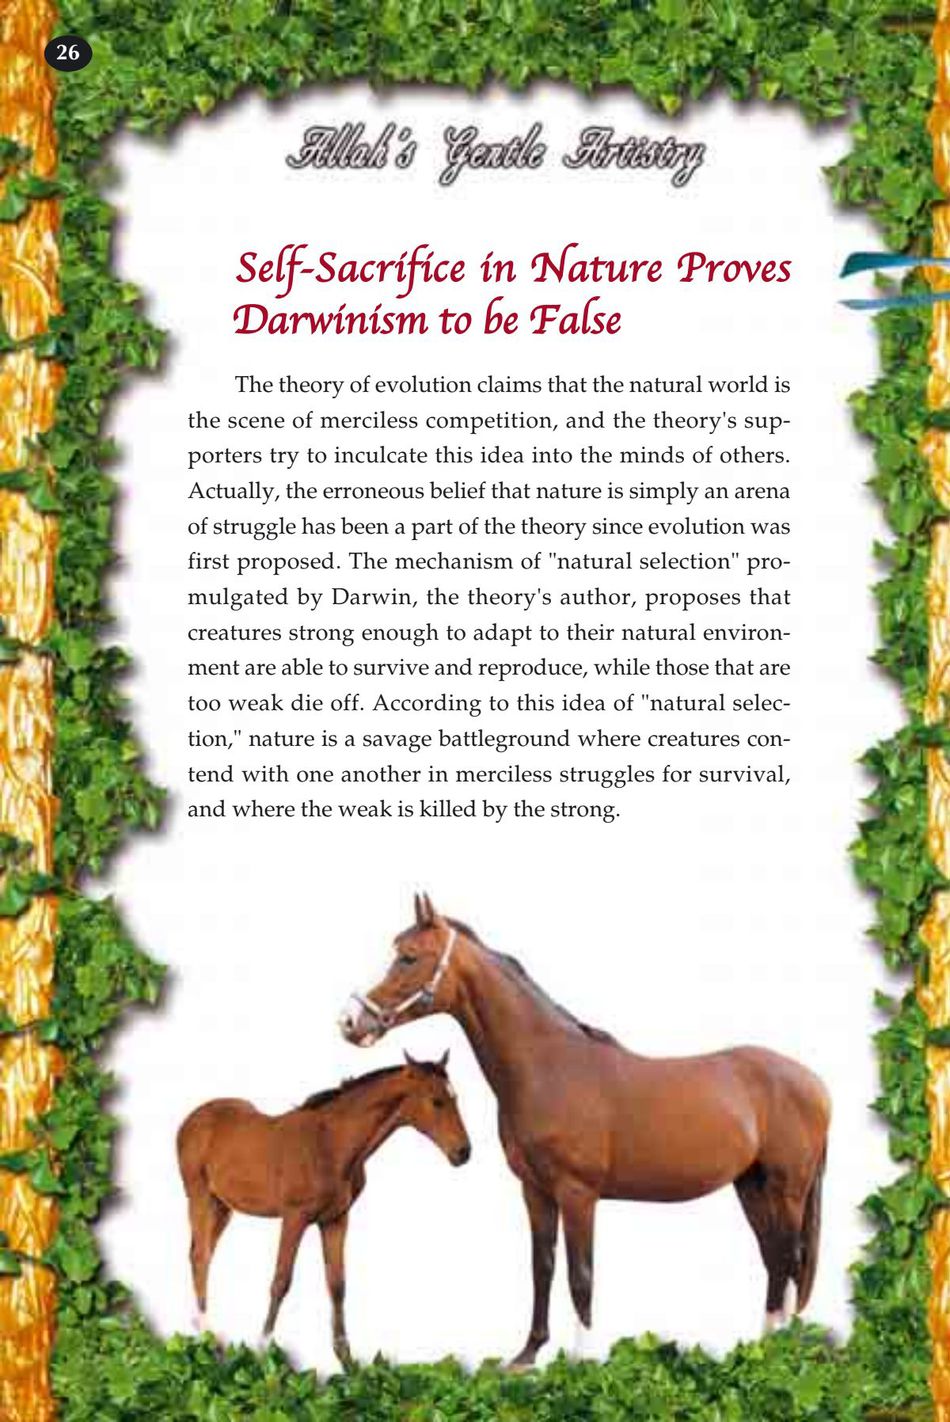 26
Allah's Gentle Artistry
Self-Sacrifice in Nature Proves
Darwinism to be False
The theory of evolution claims that the natural world is
the scene of merciless competition, and the theory's sup-
porters try to inculcate this idea into the minds of others.
Actually, the erroneous belief that nature is simply an arena
of struggle has been a part of the theory since evolution was
first proposed. The mechanism of "natural selection" pro-
mulgated by Darwin, the theory's author, proposes that
creatures strong enough to adapt to their natural environ-
ment are able to survive and reproduce, while those that are
too weak die off. According to this idea of "natural selec-
tion," nature is a savage battleground where creatures con-
tend with one another in merciless struggles for survival,
and where the weak is killed by the strong.